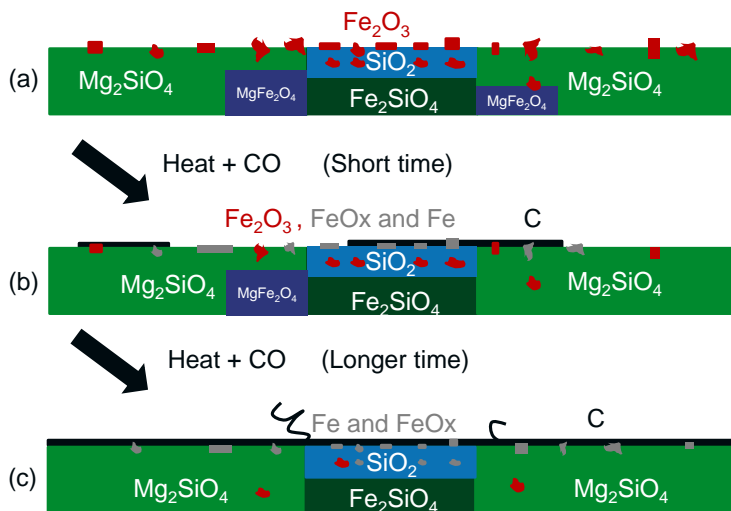 Fe₂O₃
(a)
Mg₂SiO₄
MgFe₂O₄
SiO₂
Fe₂SiO₄
MgFe₂O₄
Mg₂SiO₄
Heat + CO (Short time)
Fe₂O₃ , FeOx and Fe
C
(b)
Mg₂SiO₄
MgFe₂O₄
SiO₂
Fe₂SiO₄
Mg₂SiO₄
Heat + CO (Longer time)
Fe and FeOx
C
(c)
Mg₂SiO₄
SiO₂
Fe₂SiO₄
Mg₂SiO₄